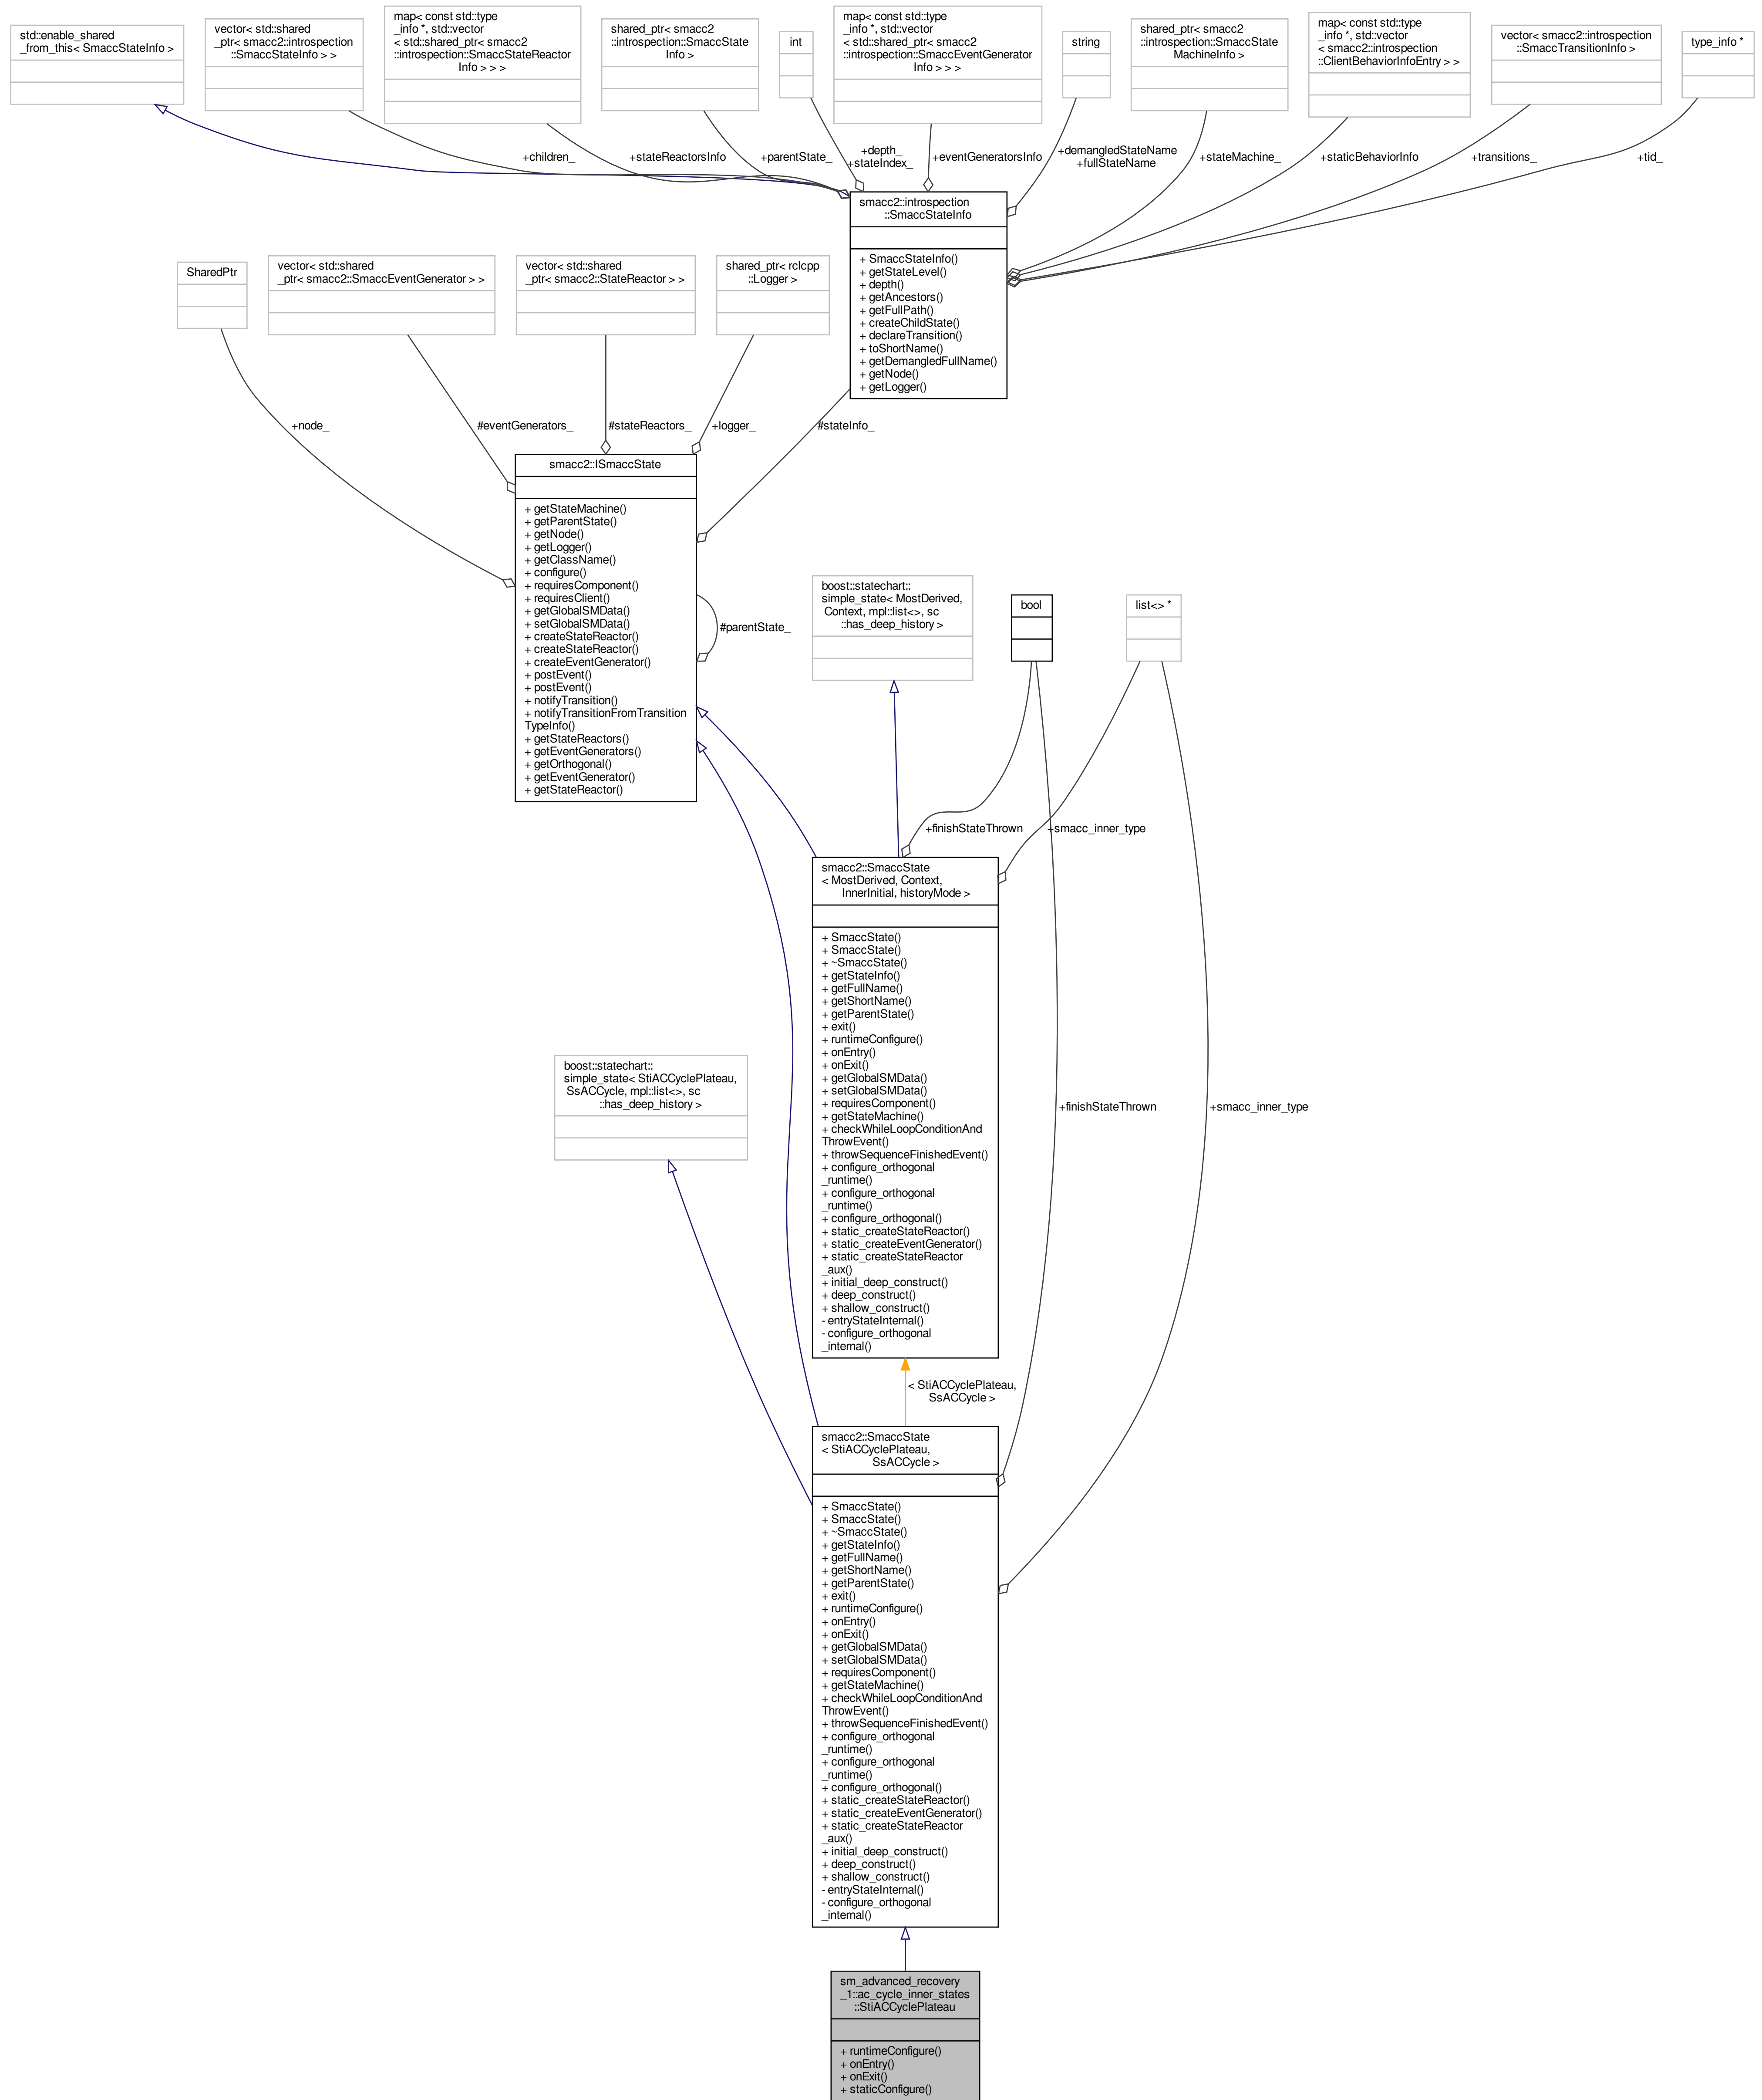 std::enable_shared
_from_this< SmaccStateInfo >
vector< std::shared
_ptr< smacc2::introspection
::SmaccStateInfo > >
map< const std::type
_info *, std::vector
< std::shared_ptr< smacc2
::introspection::SmaccStateReactor
Info > > >
shared_ptr< smacc2
::introspection::SmaccState
Info >
int
map< const std::type
_info *, std::vector
< std::shared_ptr< smacc2
::introspection::SmaccEventGenerator
Info > > >
string
shared_ptr< smacc2
::introspection::SmaccState
MachineInfo >
map< const std::type
_info *, std::vector
< smacc2::introspection
::ClientBehaviorInfoEntry > >
vector< smacc2::introspection
::SmaccTransitionInfo >
type_info *
+children_
+stateReactorsInfo
+parentState_
+depth_
+stateIndex_
+eventGeneratorsInfo
+demangledStateName
+fullStateName
+stateMachine_
+staticBehaviorInfo
+transitions_
+tid_
smacc2::introspection
::SmaccStateInfo
+ SmaccStateInfo()
+ getStateLevel()
+ depth()
+ getAncestors()
+ getFullPath()
+ createChildState()
+ declareTransition()
+ toShortName()
+ getDemangledFullName()
+ getNode()
+ getLogger()
SharedPtr
vector< std::shared
_ptr< smacc2::SmaccEventGenerator > >
vector< std::shared
_ptr< smacc2::StateReactor > >
shared_ptr< rclcpp
::Logger >
+node_
#eventGenerators_
#stateReactors_
+logger_
#stateInfo_
smacc2::ISmaccState
+ getStateMachine()
+ getParentState()
+ getNode()
+ getLogger()
+ getClassName()
+ configure()
+ requiresComponent()
+ requiresClient()
+ getGlobalSMData()
+ setGlobalSMData()
+ createStateReactor()
+ createStateReactor()
+ createEventGenerator()
+ postEvent()
+ postEvent()
+ notifyTransition()
+ notifyTransitionFromTransition
TypeInfo()
+ getStateReactors()
+ getEventGenerators()
+ getOrthogonal()
+ getEventGenerator()
+ getStateReactor()
#parentState_
boost::statechart::
simple_state< MostDerived,
Context, mpl::list<>, sc
::has_deep_history >
bool
list<> *
+finishStateThrown
+smacc_inner_type
smacc2::SmaccState
< MostDerived, Context,
InnerInitial, historyMode >
+ SmaccState()
+ SmaccState()
+ ~SmaccState()
+ getStateInfo()
+ getFullName()
+ getShortName()
+ getParentState()
+ exit()
+ runtimeConfigure()
+ onEntry()
+ onExit()
+ getGlobalSMData()
+ setGlobalSMData()
+ requiresComponent()
+ getStateMachine()
+ checkWhileLoopConditionAnd
ThrowEvent()
+ throwSequenceFinishedEvent()
+ configure_orthogonal
_runtime()
+ configure_orthogonal
_runtime()
+ configure_orthogonal()
+ static_createStateReactor()
+ static_createEventGenerator()
+ static_createStateReactor
_aux()
+ initial_deep_construct()
+ deep_construct()
+ shallow_construct()
- entryStateInternal()
- configure_orthogonal
_internal()
boost::statechart::
simple_state< StiACCyclePlateau,
SsACCycle, mpl::list<>, sc
::has_deep_history >
+finishStateThrown
+smacc_inner_type
< StiACCyclePlateau,
SsACCycle >
smacc2::SmaccState
< StiACCyclePlateau,
SsACCycle >
+ SmaccState()
+ SmaccState()
+ ~SmaccState()
+ getStateInfo()
+ getFullName()
+ getShortName()
+ getParentState()
+ exit()
+ runtimeConfigure()
+ onEntry()
+ onExit()
+ getGlobalSMData()
+ setGlobalSMData()
+ requiresComponent()
+ getStateMachine()
+ checkWhileLoopConditionAnd
ThrowEvent()
+ throwSequenceFinishedEvent()
+ configure_orthogonal
_runtime()
+ configure_orthogonal
_runtime()
+ configure_orthogonal()
+ static_createStateReactor()
+ static_createEventGenerator()
+ static_createStateReactor
_aux()
+ initial_deep_construct()
+ deep_construct()
+ shallow_construct()
- entryStateInternal()
- configure_orthogonal
_internal()
sm_advanced_recovery
_1::ac_cycle_inner_states
::StiACCyclePlateau
+ runtimeConfigure()
+ onEntry()
+ onExit()
+ staticConfigure()